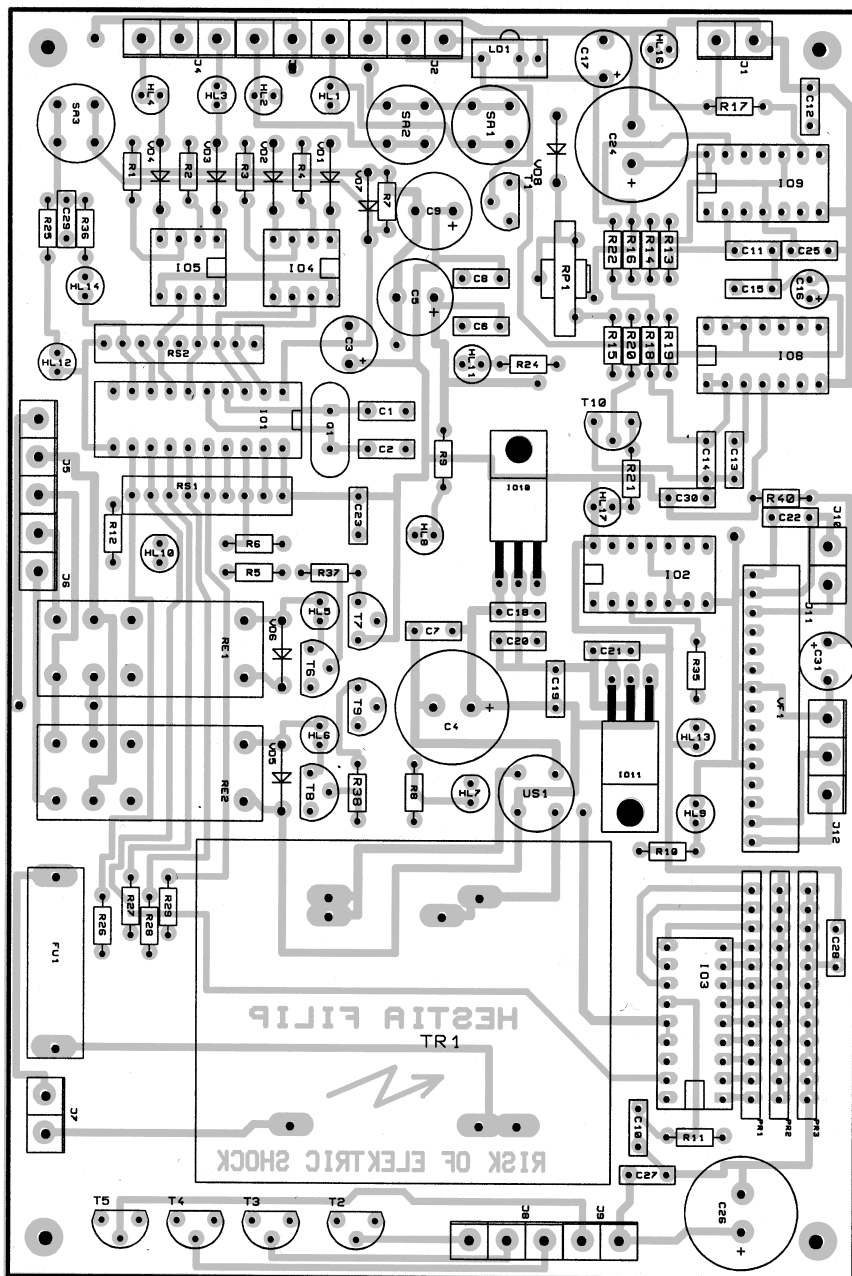 J4
J3
J2
LD1
C17
HL16
J1
HL4
HL3
HL2
HL1
SA3
SA2
SA1
C24
R17
C12
R1
VD4
R2
VD3
R3
VD2
R4
VD1
VD7
R7
C9
T1
VD8
IO9
R25
C29
R36
IO5
IO4
HL14
C5
C8
C6
RP1
R22
R16
R14
R13
C11
C25
C15
C16
RS2
C3
HL12
HL11
R24
R15
R20
R18
R19
IO8
IO1
Q1
C1
C2
T10
R9
IO10
R21
C14
C13
J5
RS1
C23
HL17
C30
R40
C22
J10
R12
HL10
R6
R5
R37
HL8
IO2
J6
J11
RE1
VD6
HL5
T7
T6
C7
C18
C20
C21
C19
R35
C31
VF1
T9
C4
RE2
VD5
HL6
T8
R38
R8
HL7
US1
IO11
HL13
HL9
J12
R10
FU1
R26
R27
R28
R29
IO3
C28
HESTIA FILIP
TR1
J7
C10
R11
PR1
PR2
PR3
RISK OF ELEKTRIC SHOCK
C27
T5
T4
T3
T2
J8
J9
C26